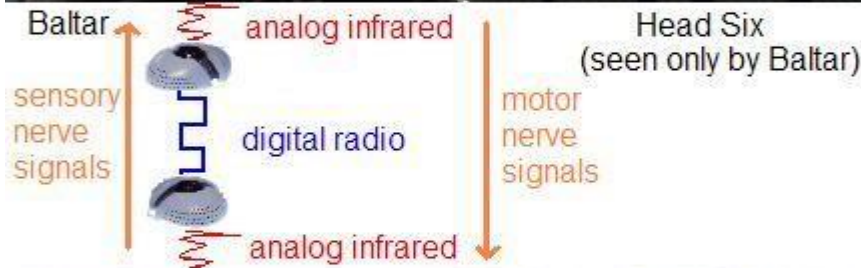 Baltar
analog infrared
Head Six
(seen only by Baltar)
sensory
nerve
signals
digital radio
motor
nerve
signals
analog infrared